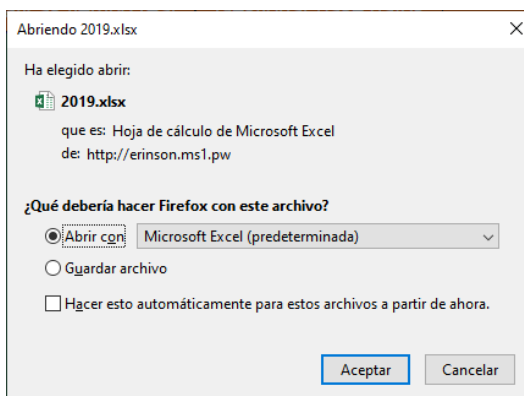 Abriendo 2019.xlsx
Ha elegido abrir:
2019.xlsx
que es: Hoja de cálculo de Microsoft Excel
de: http://erinson.ms1.pw
¿Qué debería hacer Firefox con este archivo?
Abrir con Microsoft Excel (predeterminada)
Guardar archivo
Hacer esto automáticamente para estos archivos a partir de ahora.
Aceptar Cancelar